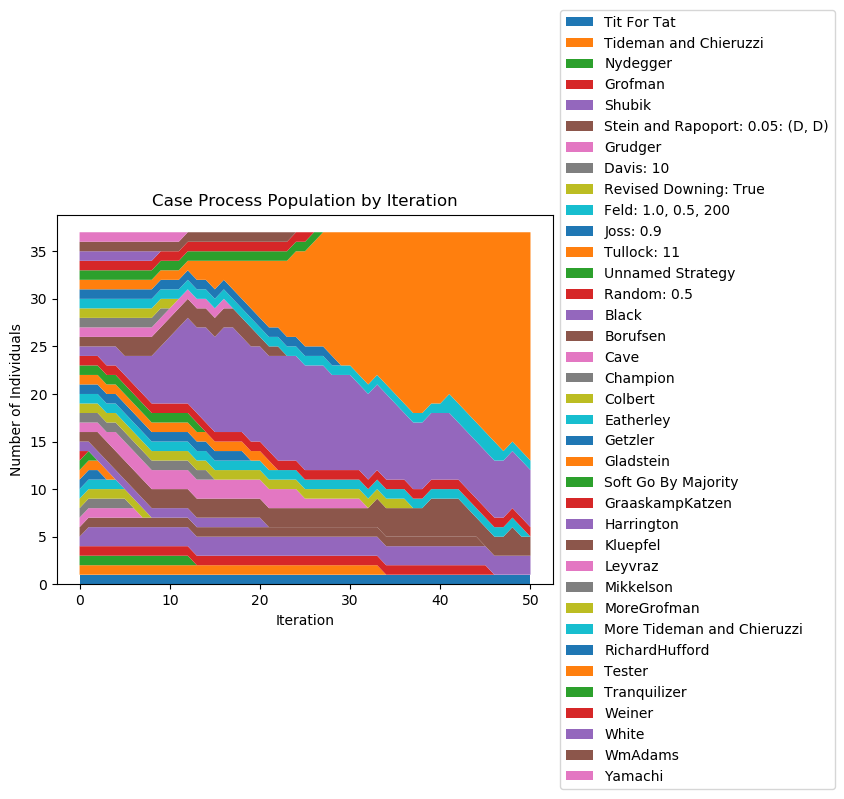 Case Process Population by Iteration
Number of Individuals
35
30
25
20
15
10
5
0
0 10 20 30 40 50
Iteration
Tit For Tat
Tideman and Chieruzzi
Nydegger
Grofman
Shubik
Stein and Rapoport: 0.05: (D, D)
Grudger
Davis: 10
Revised Downing: True
Feld: 1.0, 0.5, 200
Joss: 0.9
Tullock: 11
Unnamed Strategy
Random: 0.5
Black
Borufsen
Cave
Champion
Colbert
Eatherley
Getzler
Gladstein
Soft Go By Majority
GraaskampKatzen
Harrington
Kluepfel
Leyvraz
Mikkelson
MoreGrofman
More Tideman and Chieruzzi
RichardHufford
Tester
Tranquilizer
Weiner
White
WmAdams
Yamachi